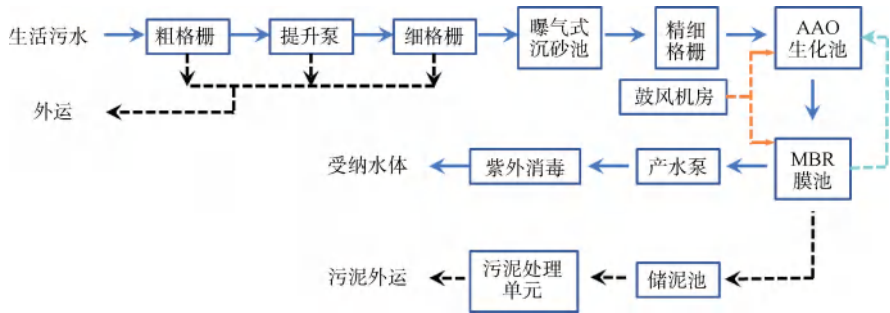 生活污水
粗格栅
提升泵
细格栅
曝气式
沉砂池
精细
格栅
AAO
生化池
外运
鼓风机房
受纳水体
紫外消毒
产水泵
MBR
膜池
污泥外运
污泥处理
单元
储泥池